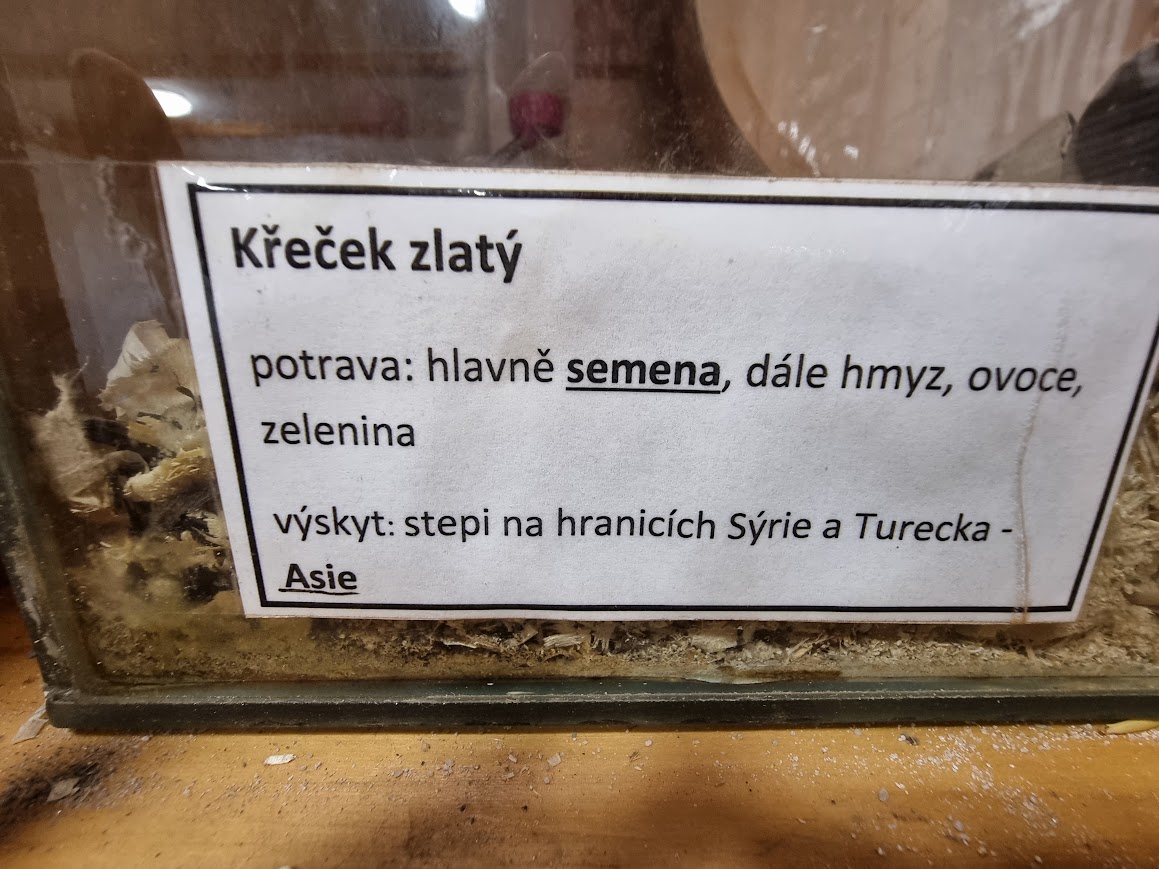 Křeček zlatý
potrava: hlavně semena, dále hmyz, ovoce,
zelenina
výskyt: stepi na hranicích Sýrie a Turecka -
Asie